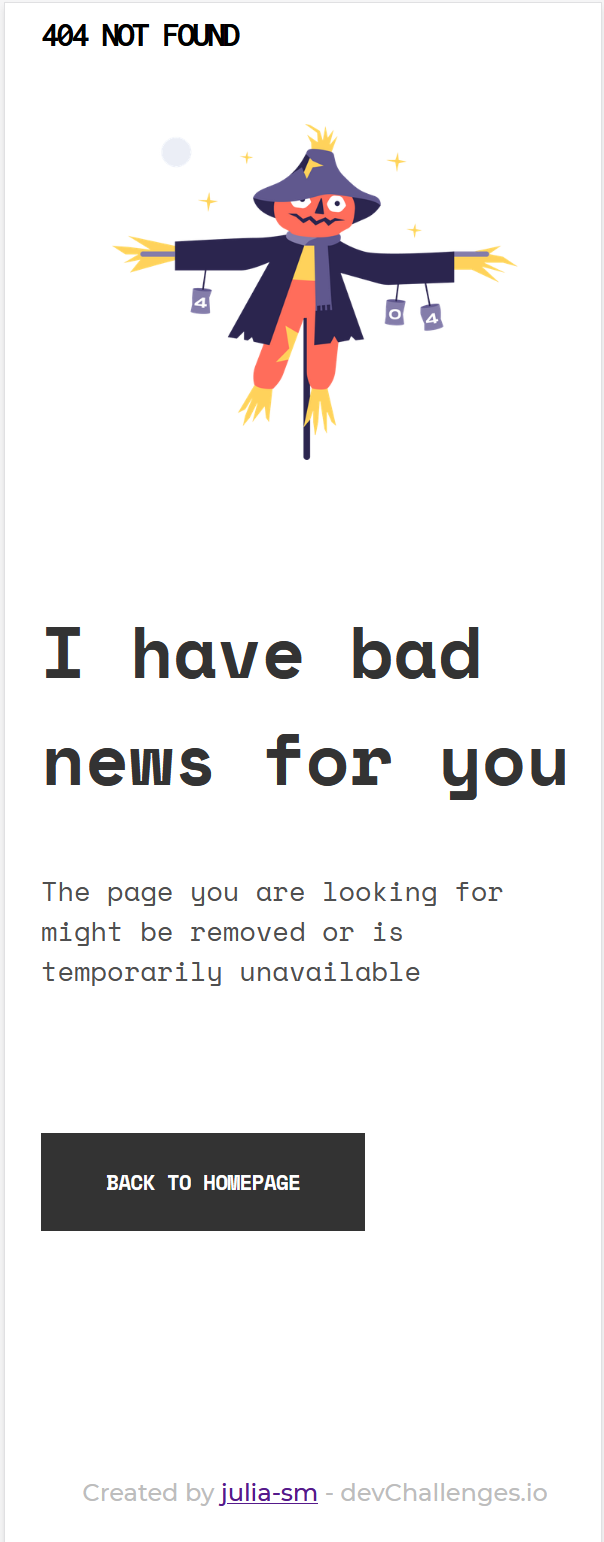 404 NOT FOUND
4
0
4
I have bad
news for you
The page you are looking for
might be removed or is
temporarily unavailable
BACK TO HOMEPAGE
Created by julia-sm - devChallenges.io